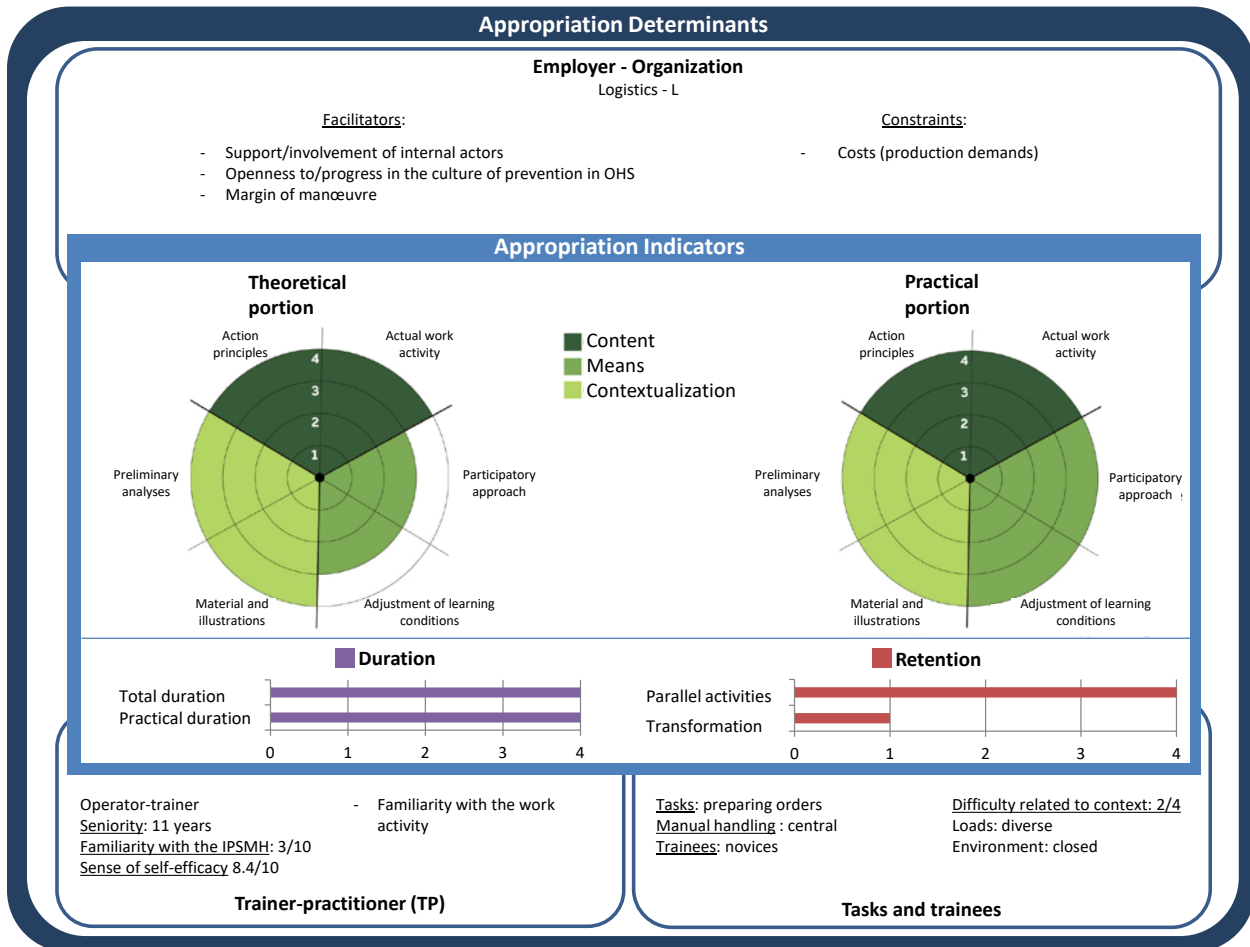 Appropriation Determinants
Employer - Organization
Logistics - L
Facilitators:
- Support/involvement of internal actors
- Openness to/progress in the culture of prevention in OHS
- Margin of manœuvre
Constraints:
- Costs (production demands)
Appropriation Indicators
Theoretical
portion
Action
principles
Actual work
activity
4
3
2
1
Preliminary
analyses
Participatory
approach
Material and
illustrations
Adjustment of learning
conditions
Content
Means
Contextualization
Practical
portion
Action
principles
Actual work
activity
4
3
2
1
Preliminary
analyses
Participatory
approach
Material and
illustrations
Adjustment of learning
conditions
Duration
Total duration
Practical duration
0 1 2 3 4
Retention
Parallel activities
Transformation
0 1 2 3 4
Operator-trainer
Seniority: 11 years
Familiarity with the IPSMH: 3/10
Sense of self-efficacy 8.4/10
- Familiarity with the work
activity
Trainer-practitioner (TP)
Tasks: preparing orders
Manual handling : central
Trainees: novices
Difficulty related to context: 2/4
Loads: diverse
Environment: closed
Tasks and trainees